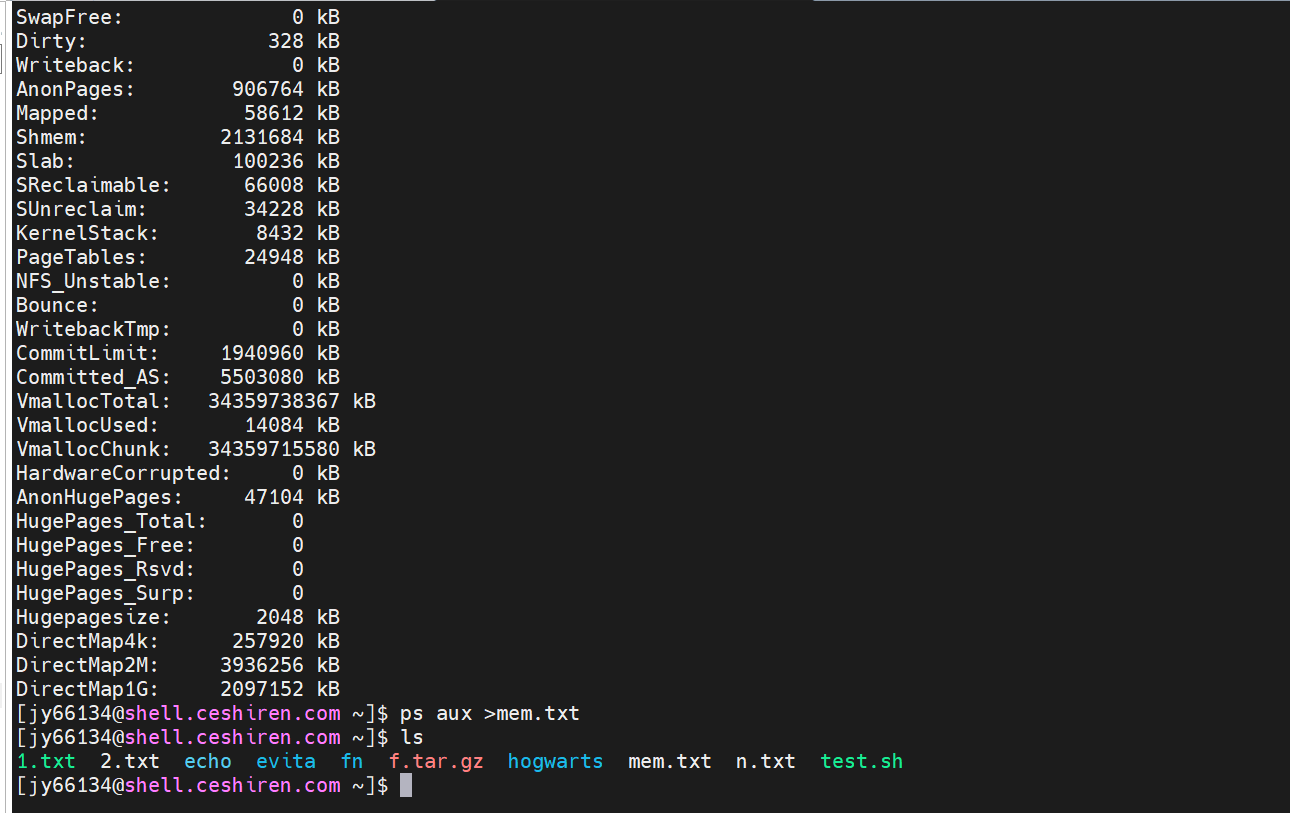 SwapFree:              0 kB
Dirty:               328 kB
Writeback:             0 kB
AnonPages:        906764 kB
Mapped:            58612 kB
Shmem:           2131684 kB
Slab:             100236 kB
SReclaimable:      66008 kB
SUnreclaim:        34228 kB
KernelStack:        8432 kB
PageTables:        24948 kB
NFS_Unstable:          0 kB
Bounce:                0 kB
WritebackTmp:          0 kB
CommitLimit:     1940960 kB
Committed_AS:    5503080 kB
VmallocTotal:   34359738367 kB
VmallocUsed:       14084 kB
VmallocChunk:   34359715580 kB
HardwareCorrupted:     0 kB
AnonHugePages:     47104 kB
HugePages_Total:       0
HugePages_Free:        0
HugePages_Rsvd:        0
HugePages_Surp:        0
Hugepagesize:       2048 kB
DirectMap4k:      257920 kB
DirectMap2M:     3936256 kB
DirectMap1G:     2097152 kB
[jy66134@shell.ceshiren.com ~]$ ps aux >mem.txt
[jy66134@shell.ceshiren.com ~]$ ls
1.txt  2.txt  echo  evita  fn  f.tar.gz  hogwarts  mem.txt  n.txt  test.sh
[jy66134@shell.ceshiren.com ~]$